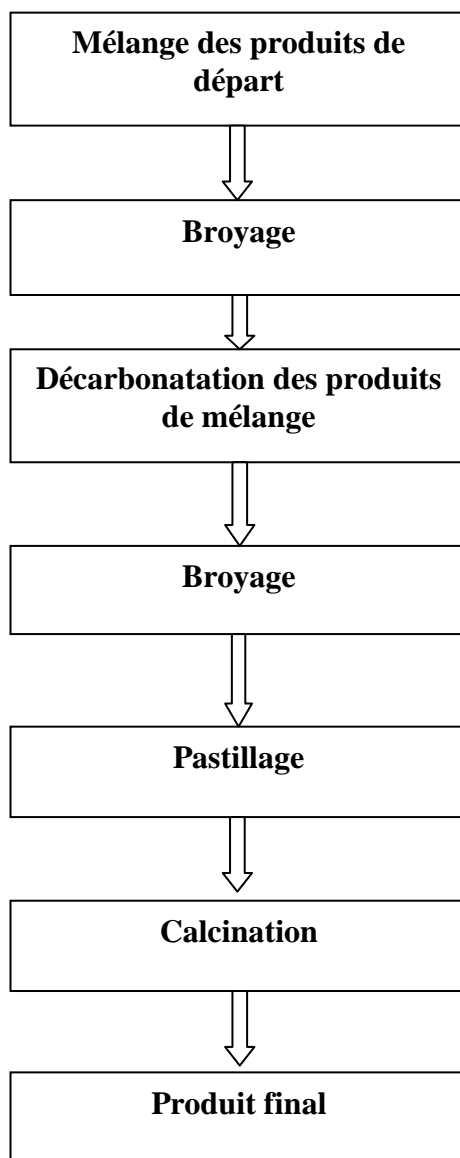 Mélange des produits de
départ
Broyage
Décarbonatation des produits
de mélange
Broyage
Pastillage
Calcination
Produit final